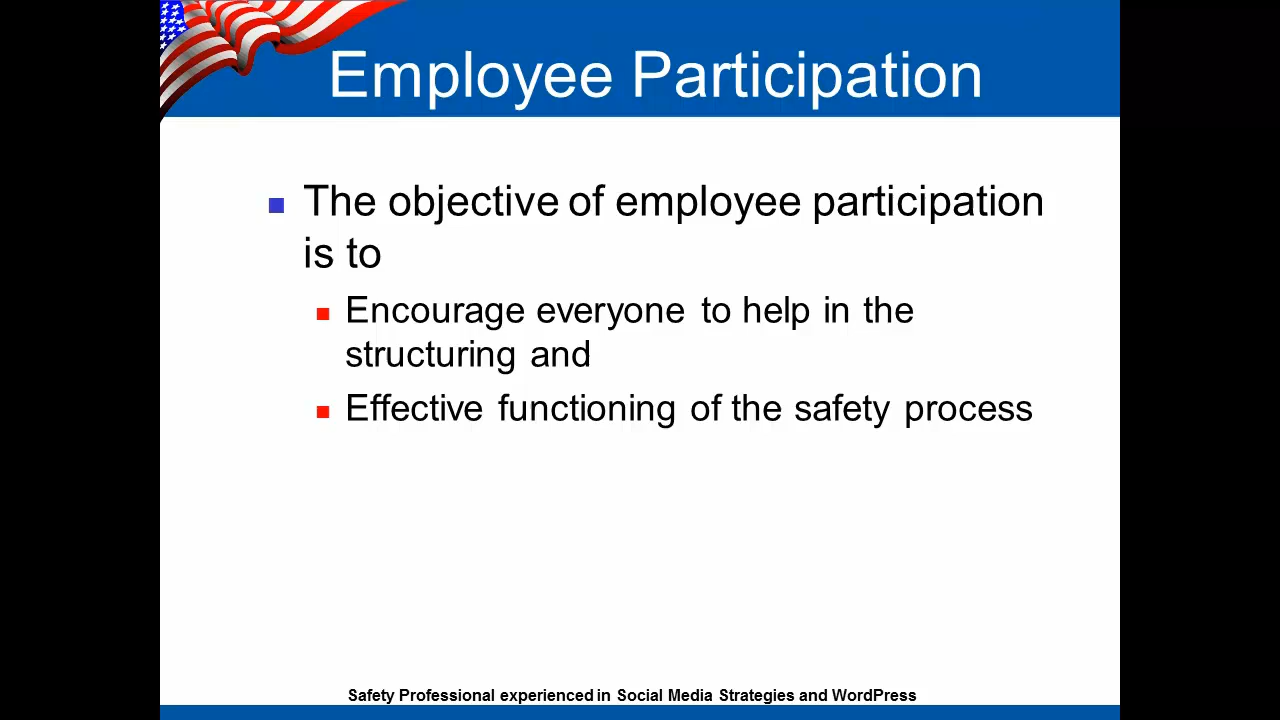 Employee Participation
The objective of employee participation
is to
Encourage everyone to help in the
structuring and
Effective functioning of the safety process
Safety Professional experienced in Social Media Strategies and WordPress